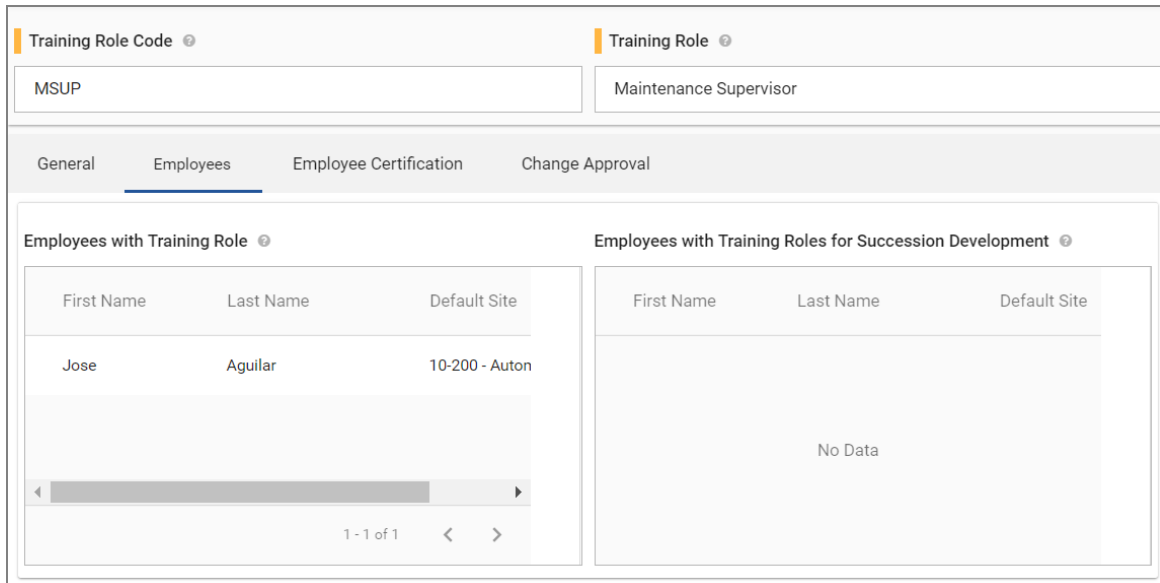 Training Role Code
Training Role
MSUP
Maintenance Supervisor
General Employees Employee Certification Change Approval
Employees with Training Role
Employees with Training Roles for Succession Development
First Name Last Name Default Site
First Name Last Name Default Site
Jose Aguilar 10-200 - Autom
No Data
1 - 1 of 1